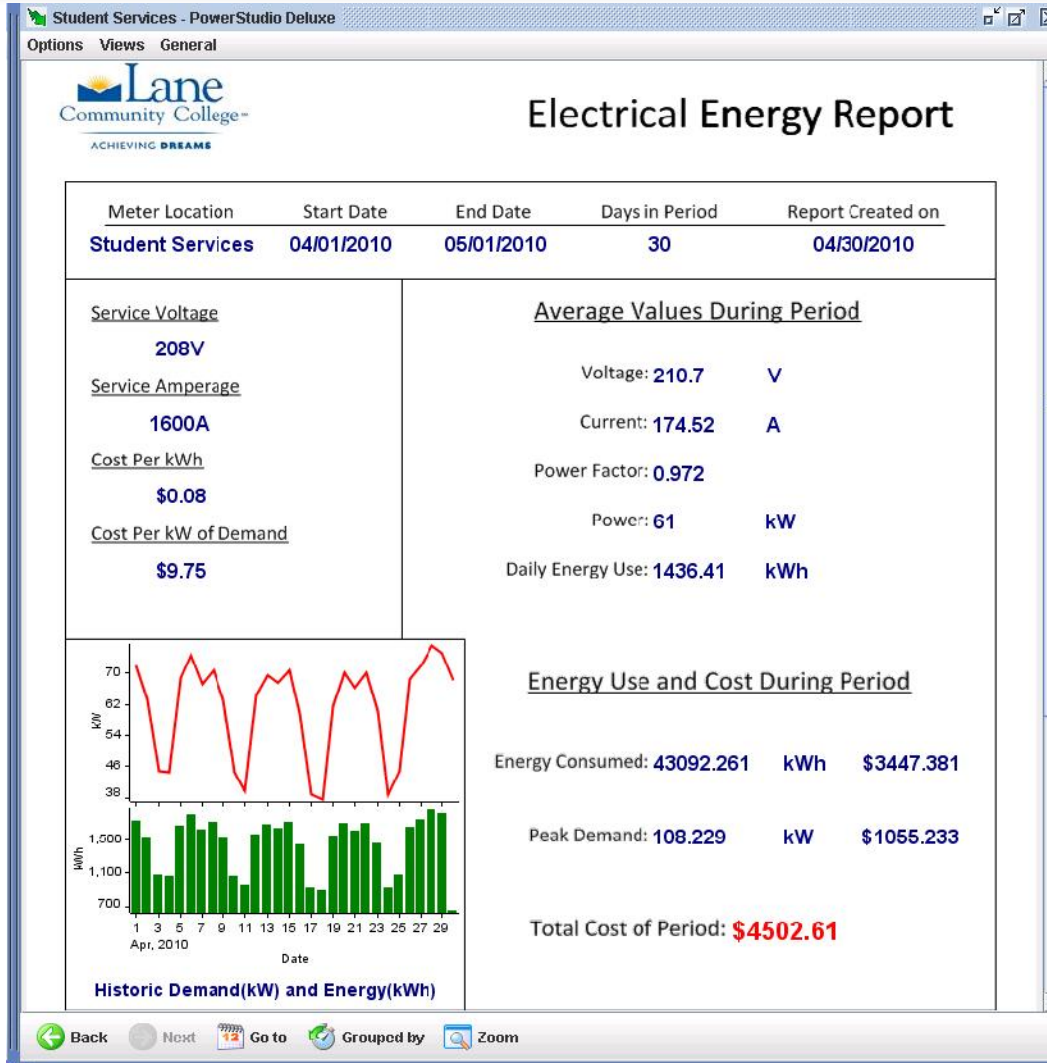 Student Services - PowerStudio Deluxe
Options Views General
Lane
Community College
ACHIEVING DREAMS
Electrical Energy Report
Meter Location Start Date End Date Days in Period Report Created on
Student Services 04/01/2010 05/01/2010 30 04/30/2010
Service Voltage
208V
Service Amperage
1600A
Cost Per kWh
$0.08
Cost Per kW of Demand
$9.75
Average Values During Period
Voltage: 210.7 V
Current: 174.52 A
Power Factor: 0.972
Power: 61 kW
Daily Energy Use: 1436.41 kWh
70
62
54
46
38
kW
1,500
1,100
700
kWh
1 3 5 7 9 11 13 15 17 19 21 23 25 27 29
Apr, 2010
Date
Historic Demand(kW) and Energy(kWh)
Energy Use and Cost During Period
Energy Consumed: 43092.261 kWh $3447.381
Peak Demand: 108.229 kW $1055.233
Total Cost of Period: $4502.61
Back Next 12 Go to Grouped by Zoom